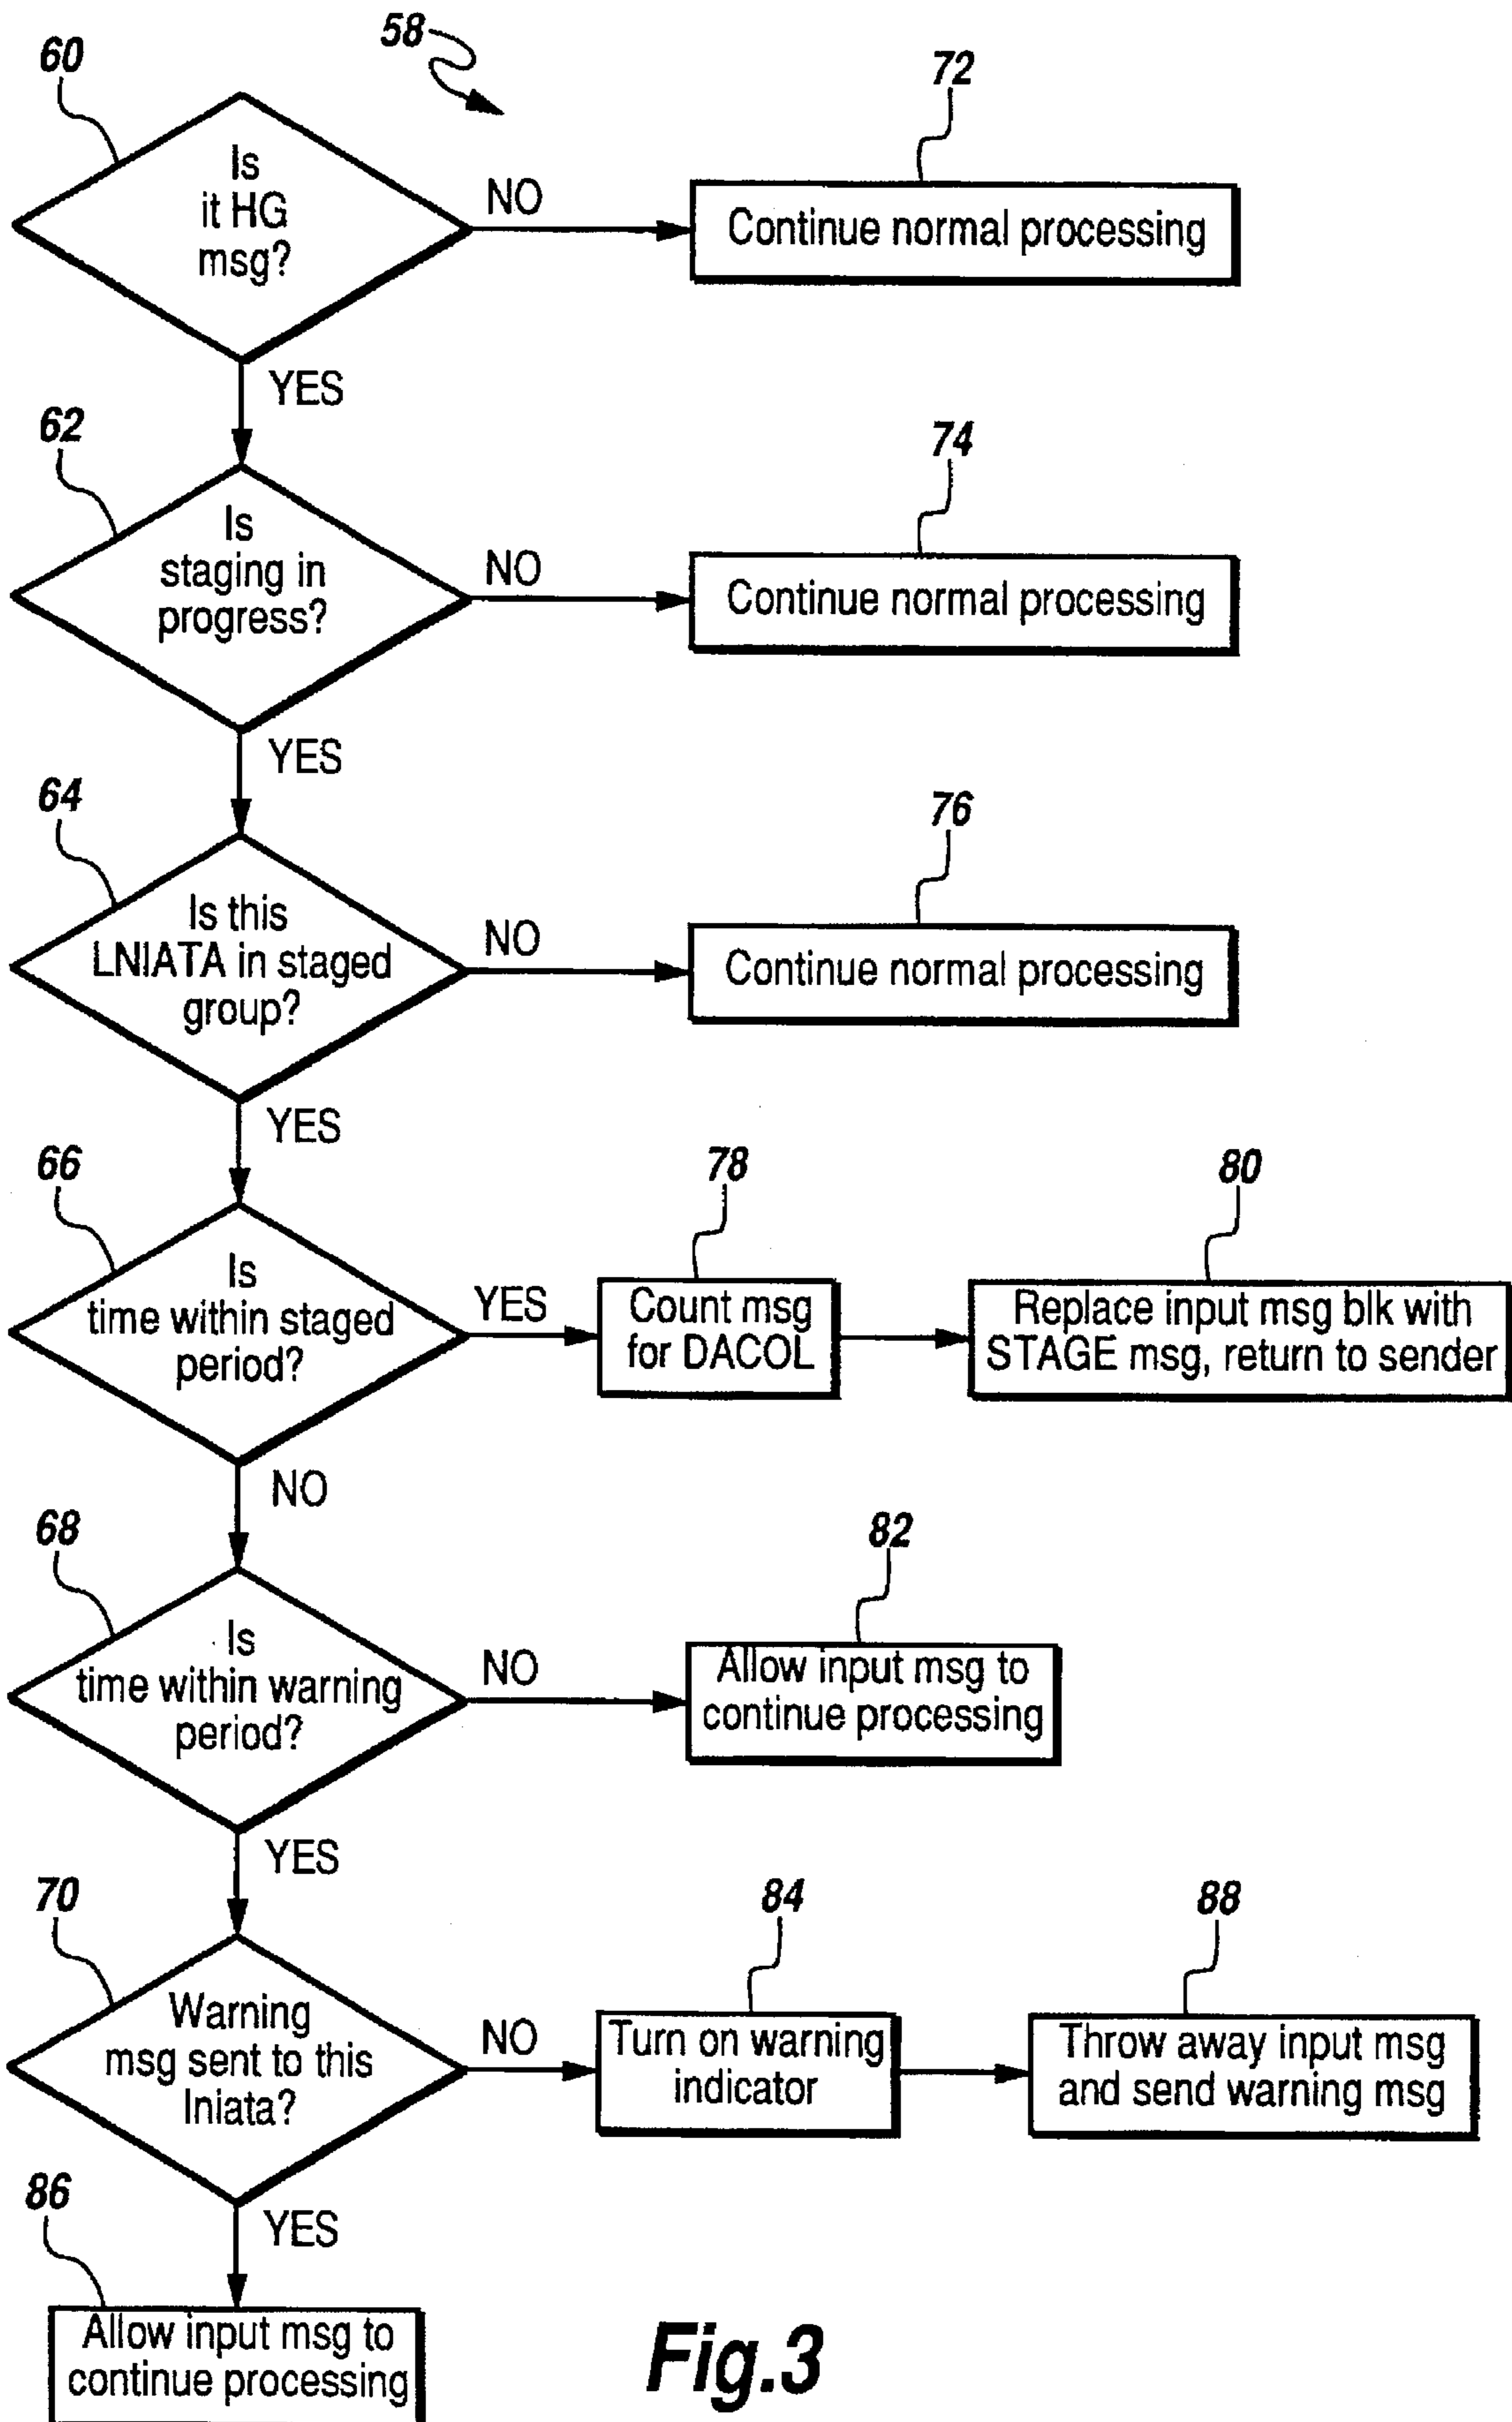 58
60
72
Is
it HG
msg?
NO
Continue normal processing
YES
62
74
Is
staging in
progress?
NO
Continue normal processing
YES
64
76
Is this
LNIATA in staged
group?
NO
Continue normal processing
YES
66
78
80
Is
time within staged
period?
YES
Count msg
for DACOL
Replace input msg blk with
STAGE msg, return to sender
NO
68
82
Is
time within warning
period?
NO
Allow input msg to
continue processing
YES
70
84
88
Warning
msg sent to this
lniata?
NO
Turn on warning
indicator
Throw away input msg
and send warning msg
YES
86
Allow input msg to
continue processing
Fig.3